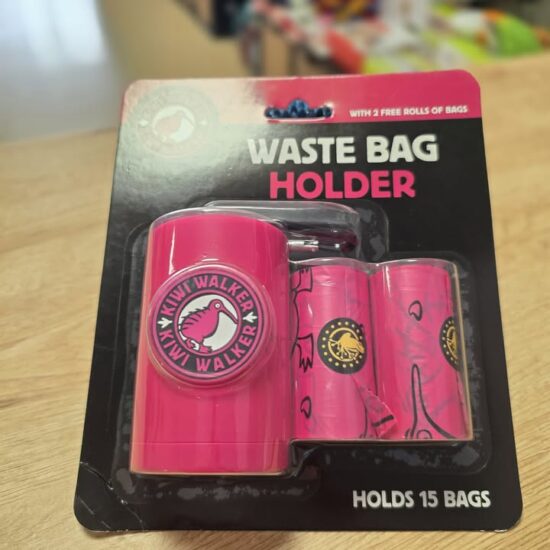 WITH 2 FREE ROLLS OF BAGS
WASTE BAG
HOLDER
KIWI WALKER
KIWI WALKER
HOLDS 15 BAGS